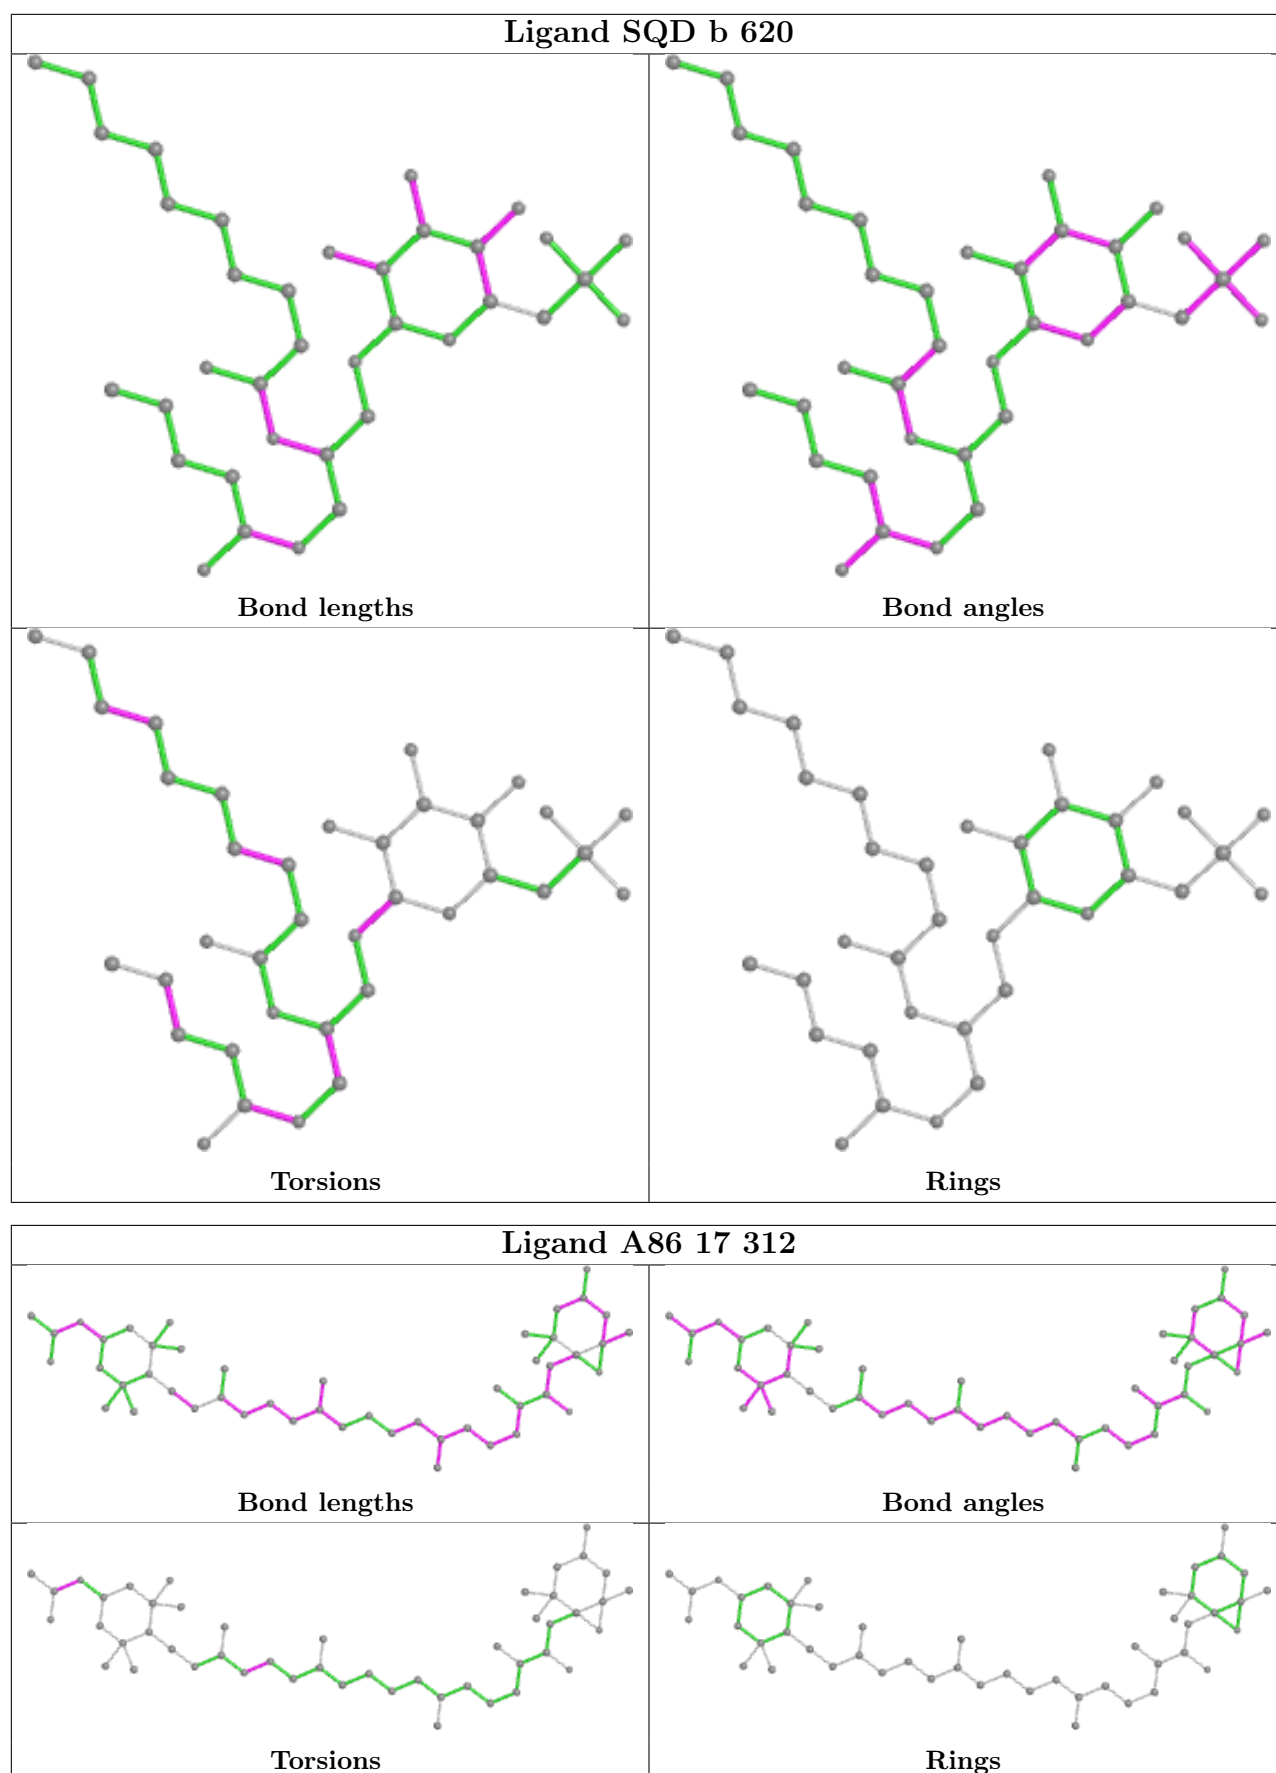 Ligand SQD b 620
Bond lengths
Bond angles
Torsions
Rings
Ligand A86 17 312
Bond lengths
Bond angles
Torsions
Rings